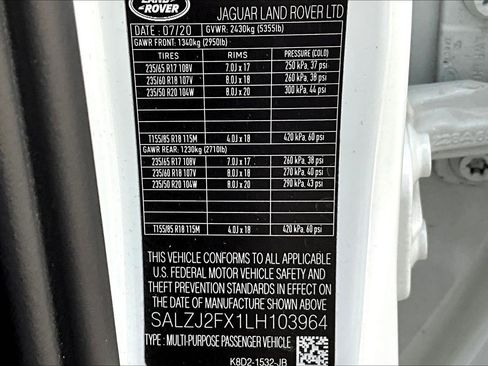 LAND
ROVER
JAGUAR LAND ROVER LTD
DATE : 07/20 GVWR: 2430kg (5355lb)
GAWR FRONT: 1340kg (2950lb)
TIRES RIMS PRESSURE (COLD)
235/65 R17 108V 7.0J x 17 250 kPa, 37 psi
235/60 R18 107V 8.0J x 18 260 kPa, 38 psi
235/50 R20 104W 8.0J x 20 300 kPa, 44 psi
T155/85 R18 115M 4.0J x 18 420 kPa, 60 psi
GAWR REAR: 1230kg (2710lb)
235/65 R17 108V 7.0J x 17 260 kPa, 38 psi
235/60 R18 107V 8.0J x 18 270 kPa, 40 psi
235/50 R20 104W 8.0J x 20 290 kPa, 43 psi
T155/85 R18 115M 4.0J x 18 420 kPa, 60 psi
THIS VEHICLE CONFORMS TO ALL APPLICABLE
U.S. FEDERAL MOTOR VEHICLE SAFETY AND
THEFT PREVENTION STANDARDS IN EFFECT ON
THE DATE OF MANUFACTURE SHOWN ABOVE.
SALZJ2FX1LH103964
TYPE : MULTI-PURPOSE PASSENGER VEHICLE
K8D2-1532-JB